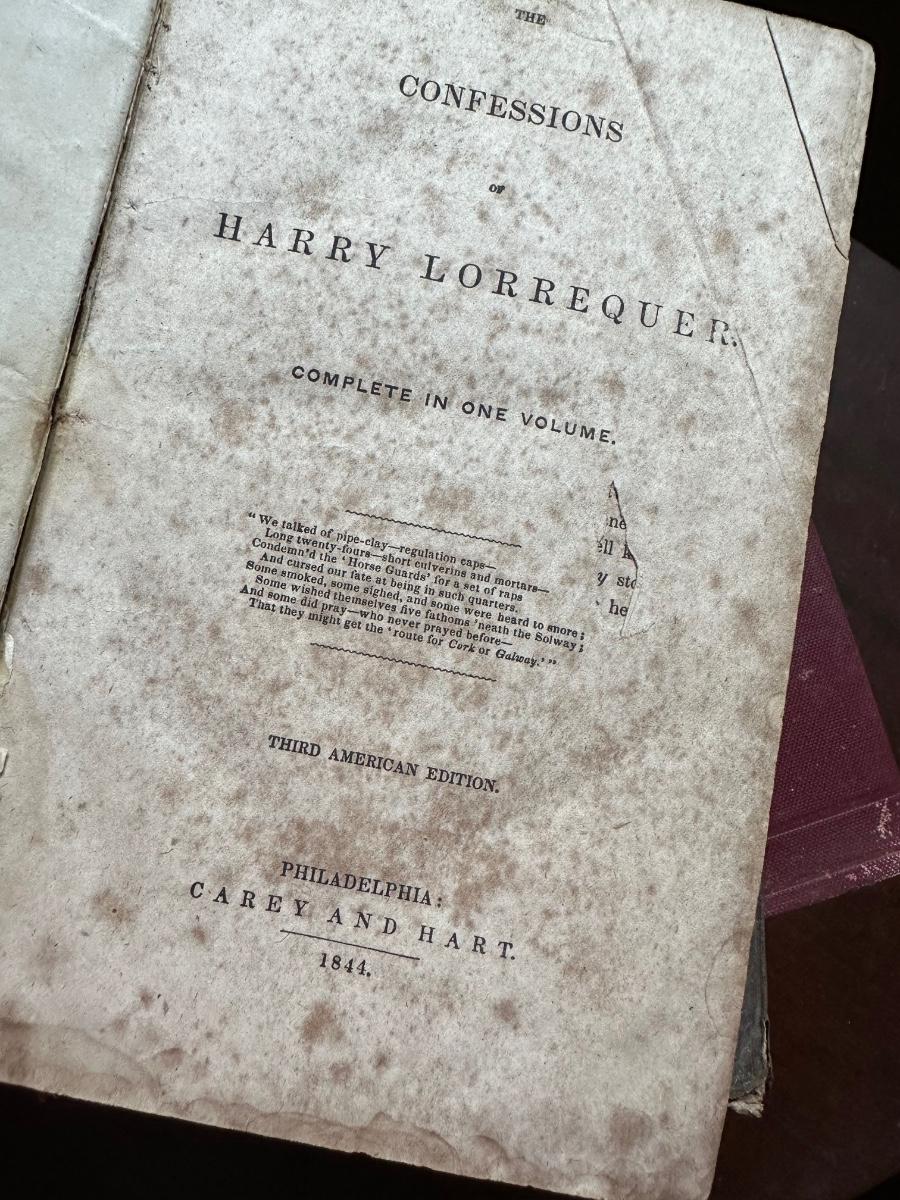 THE
CONFESSIONS
OF
HARRY LORREQUER.
COMPLETE IN ONE VOLUME.
"We talked of pipe-clay—regulation caps—
Long twenty-fours—short culverins and mortars—
Condemn'd the 'Horse Guards' for a set of raps
And cursed our fate at being in such quarters.
Some smoked, some sighed, and some were heard to snore;
Some wished themselves five fathoms 'neath the Solway;
And some did pray—who never prayed before—
That they might get the 'route for Cork or Galway.'"
ell
he
THIRD AMERICAN EDITION.
PHILADELPHIA:
CAREY AND HART.
1844.